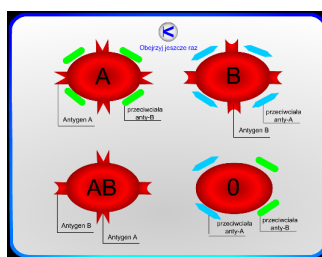 Obejrzyj jeszcze raz
A
B
Antygen A
przeciwciała
anty-B
przeciwciała
anty-A
Antygen B
AB
0
Antygen B
Antygen A
przeciwciała
anty-A
przeciwciała
anty-B